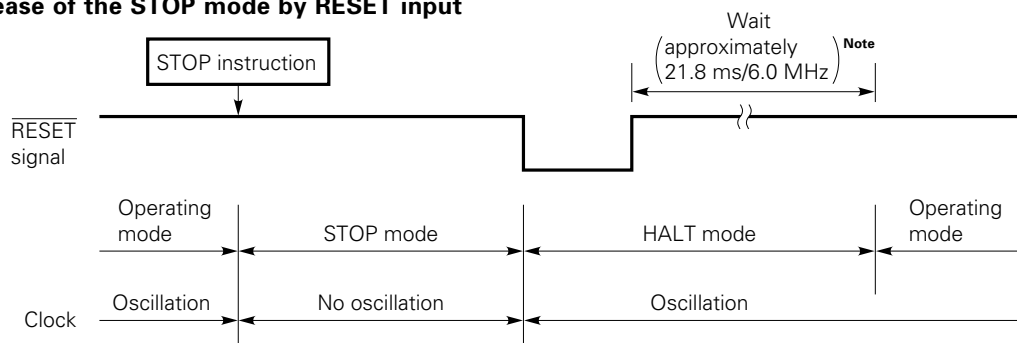 ease of the STOP mode by RESET input
Wait
(approximately
21.8 ms/6.0 MHz) Note
STOP instruction
RESET
signal
Operating
mode
STOP mode
HALT mode
Operating
mode
Clock
Oscillation
No oscillation
Oscillation